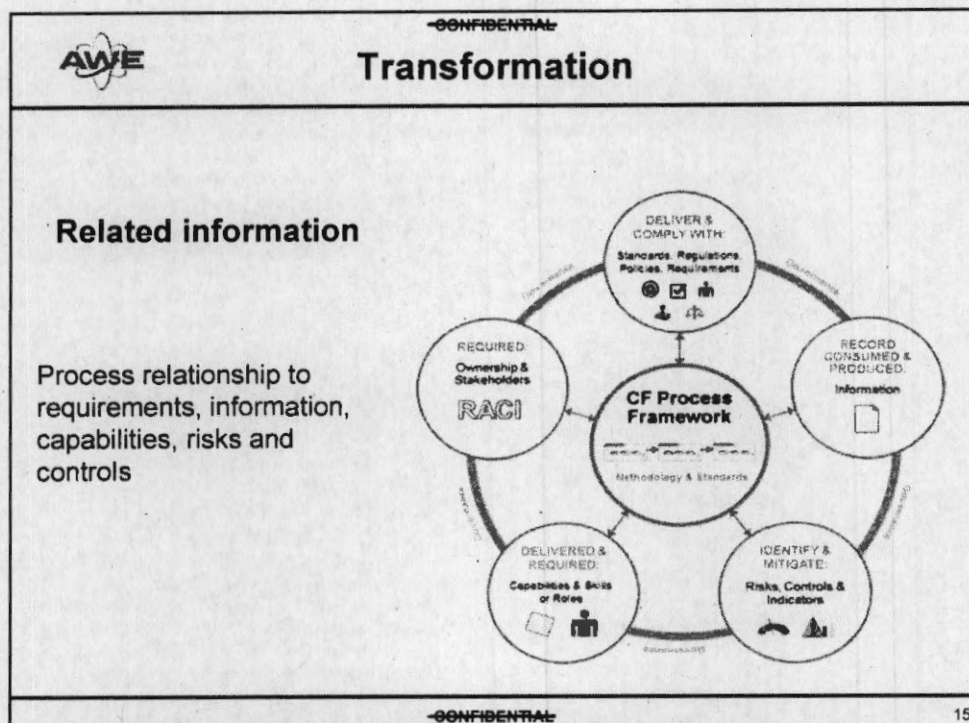 CONFIDENTIAL
AWE
Transformation
Related information
Process relationship to
requirements, information,
capabilities, risks and
controls
DELIVER &
COMPLY WITH:
Standards, Regulations,
Policies, Requirements
REQUIRED:
Ownership &
Stakeholders
RACI
RECORD
CONSUMED &
PRODUCED:
Information
CF Process
Framework
Methodology & Standards
DELIVERED &
REQUIRED:
Capabilities & Skills
or Roles
IDENTIFY &
MITIGATE:
Risks, Controls &
Indicators
CONFIDENTIAL
15